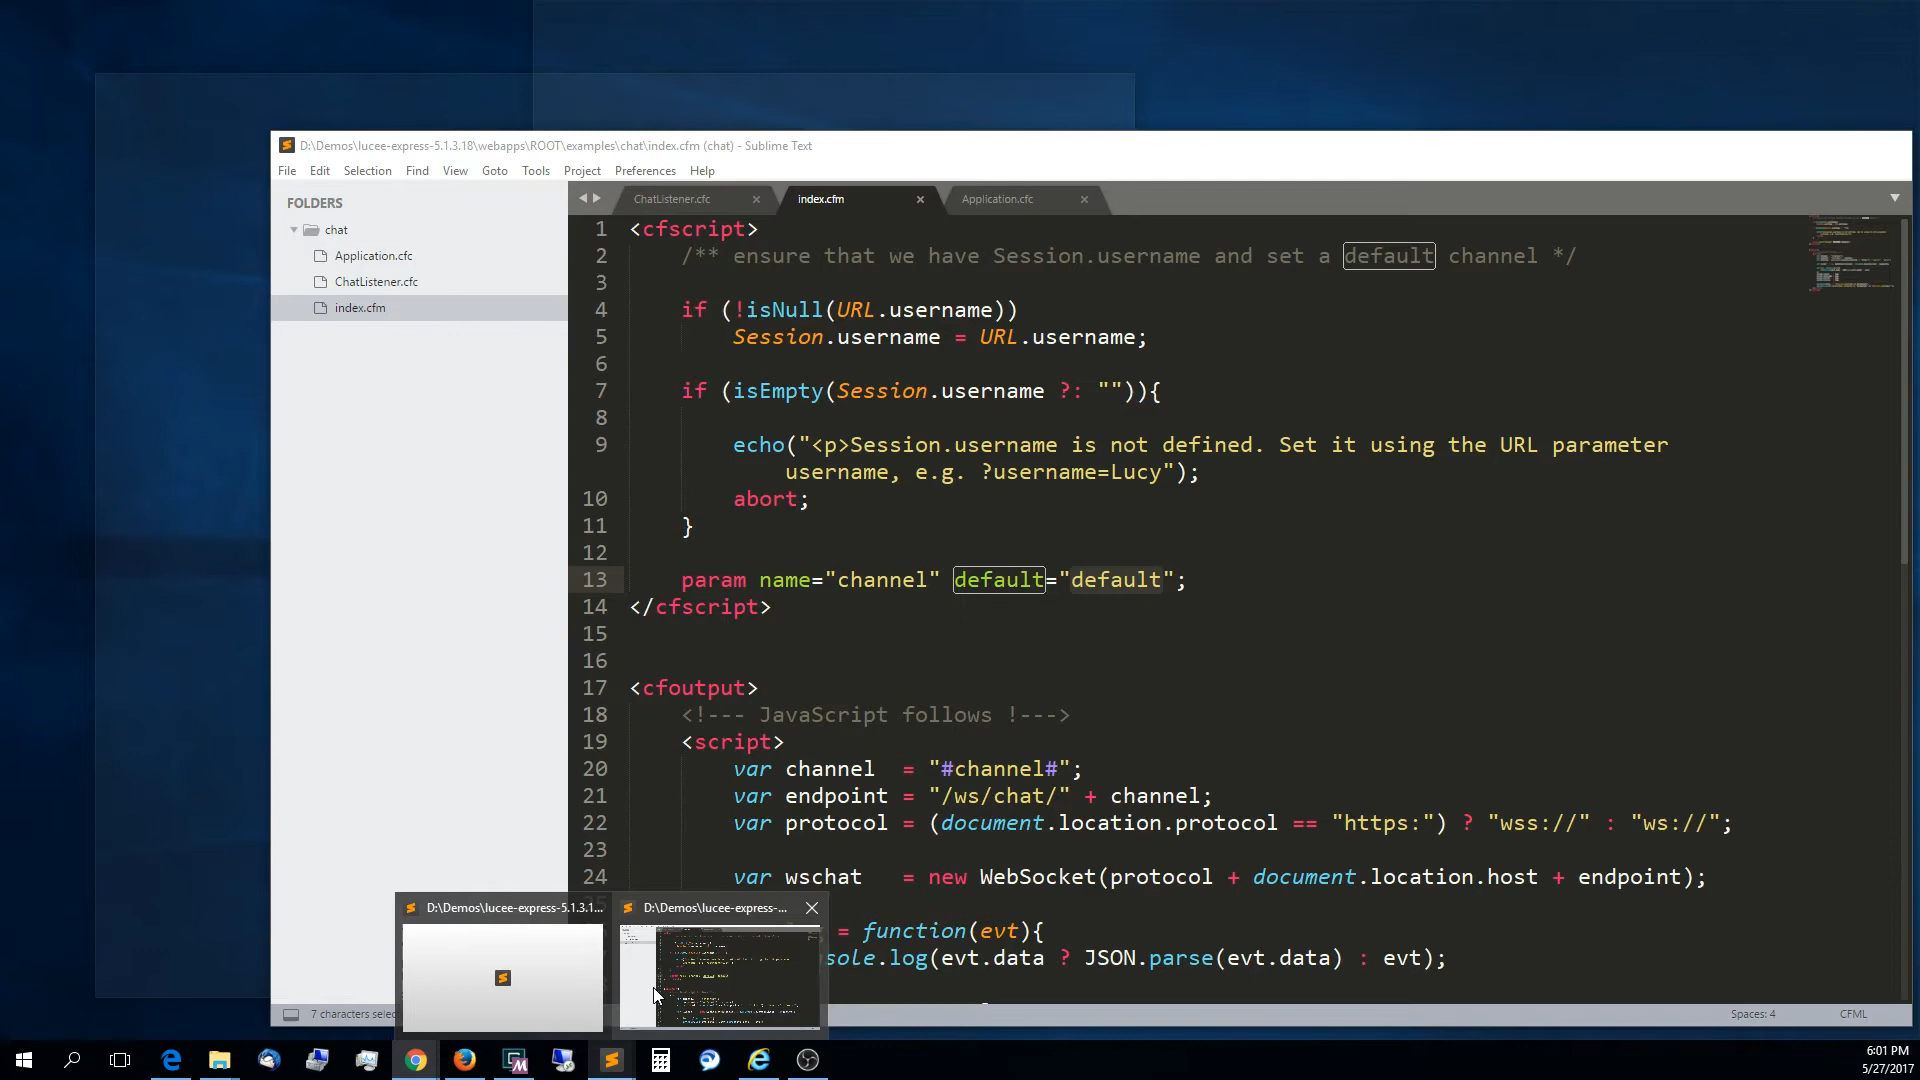 D:\Demos\lucee-express-5.1.3.18\webapps\ROOT\examples\chat\index.cfm (chat) - Sublime Text
File Edit Selection Find View Goto Tools Project Preferences Help
FOLDERS
chat
Application.cfc
ChatListener.cfc
index.cfm
ChatListener.cfc × index.cfm × Application.cfc ×
1 <cfscript>
2 /** ensure that we have Session.username and set a default channel */
3
4 if (!isNull(URL.username))
5 Session.username = URL.username;
6
7 if (isEmpty(Session.username ?: "")){
8
9 echo("<p>Session.username is not defined. Set it using the URL parameter
username, e.g. ?username=Lucy");
10 abort;
11 }
12
13 param name="channel" default="default";
14 </cfscript>
15
16
17 <cfoutput>
18 <!--- JavaScript follows !--->
19 <script>
20 var channel = "#channel#";
21 var endpoint = "/ws/chat/" + channel;
22 var protocol = (document.location.protocol == "https:") ? "wss://" : "ws://";
23
24 var wschat = new WebSocket(protocol + document.location.host + endpoint);
= function(evt){
sole.log(evt.data ? JSON.parse(evt.data) : evt);
D:\Demos\lucee-express-5.1.3.1... D:\Demos\lucee-express-...
7 characters selec Spaces: 4 CFML
6:01 PM
5/27/2017